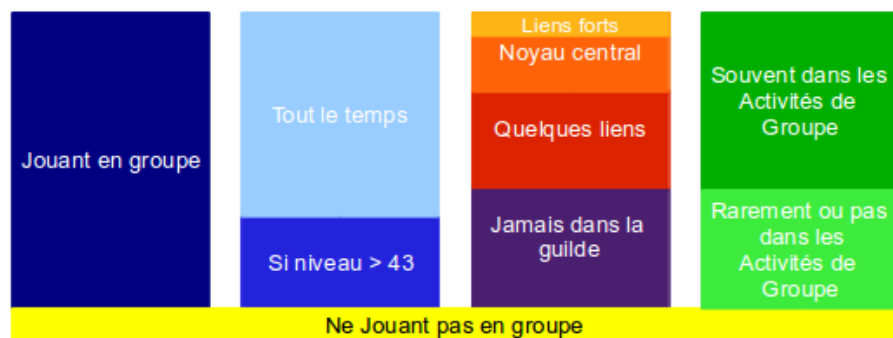 Jouant en groupe
Tout le temps
Si niveau > 43
Liens forts
Noyau central
Quelques liens
Jamais dans la
guilde
Souvent dans les
Activités de
Groupe
Rarement ou pas
dans les
Activités de
Groupe
Ne Jouant pas en groupe